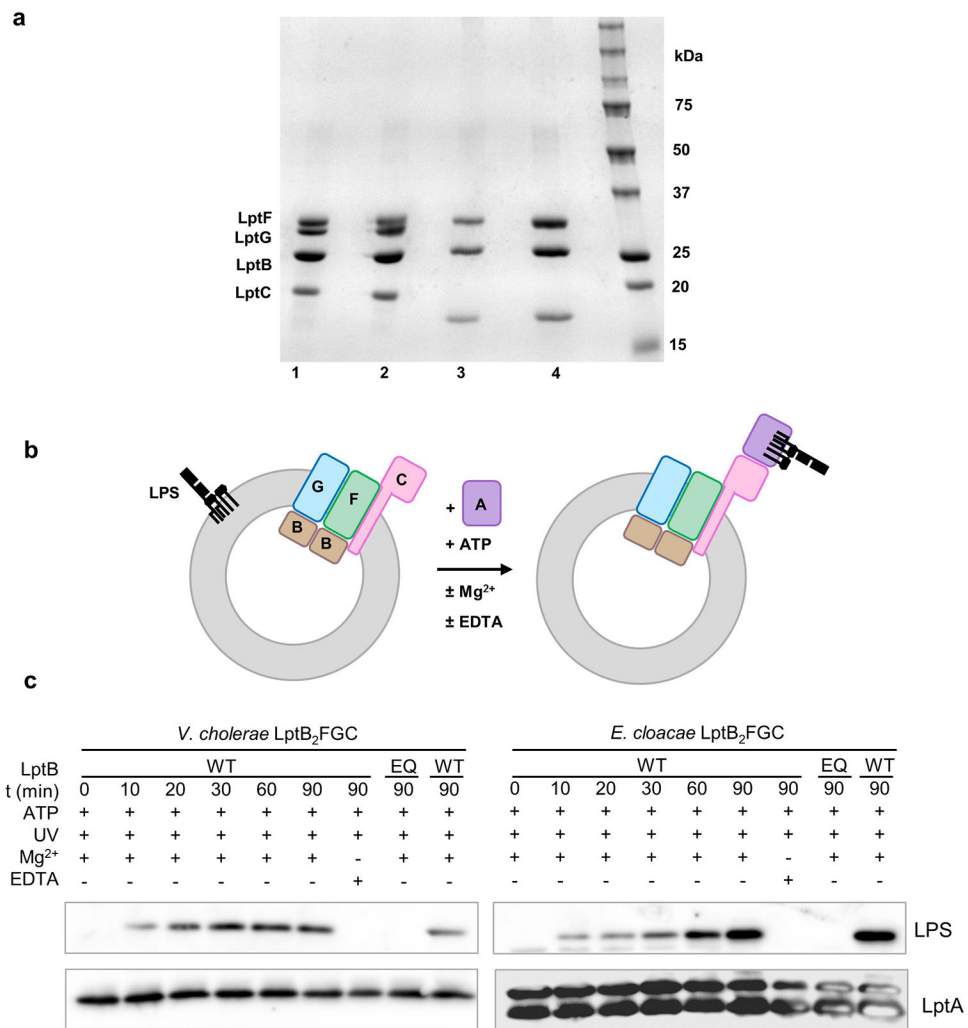 a
kDa
75
50
37
25
20
15
LptF
LptG
LptB
LptC
1 2 3 4
b
LPS
G
F
C
B
B
+ A
+ ATP
± Mg²⁺
± EDTA
c
V. cholerae LptB₂FGC E. cloacae LptB₂FGC
LptB WT EQ WT WT EQ WT
t (min) 0 10 20 30 60 90 90 90 90 0 10 20 30 60 90 90 90 90
ATP + + + + + + + + + + + + + + + + + +
UV + + + + + + + + + + + + + + + + + +
Mg²⁺ + + + + + + - + + + + + + + + - + +
EDTA - - - - - - + - - - - - - - - + - -
LPS
LptA